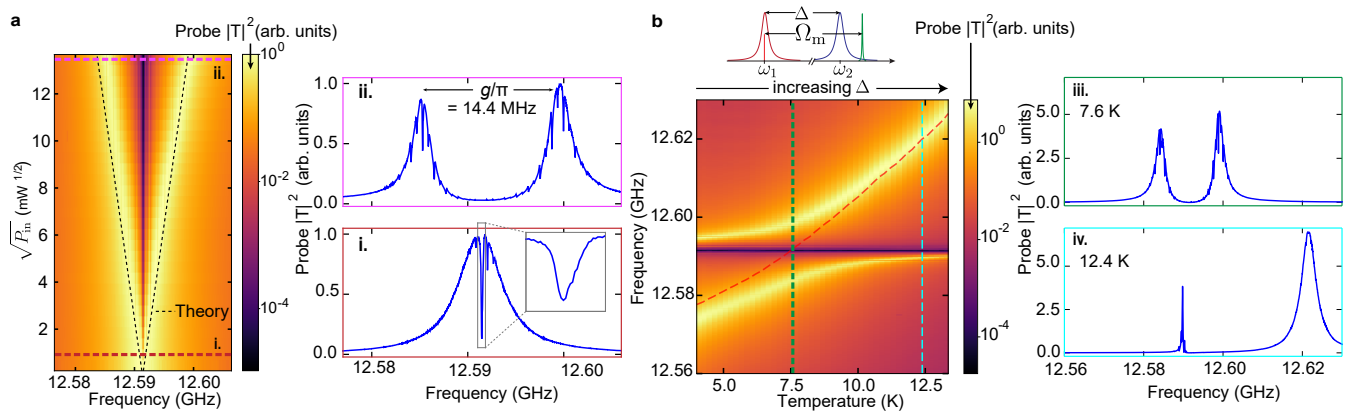 a
Probe |T|² (arb. units)
10⁰
10⁻²
10⁻⁴
ii.
i.
Theory
12
10
8
6
4
2
√P_in (mW ^1/2)
12.58
12.59
12.60
Frequency (GHz)
ii.
g/π
= 14.4 MHz
1.0
0.5
0.0
Probe |T|² (arb. units)
i.
1.0
0.5
0.0
12.58
12.59
12.60
Frequency (GHz)
b
Δ
Ωm
ω1
ω2
Probe |T|² (arb. units)
increasing Δ
12.62
12.60
12.58
12.56
Frequency (GHz)
5.0
7.5
10.0
12.5
Temperature (K)
10⁰
10⁻²
10⁻⁴
iii.
7.6 K
5.0
2.5
0.0
Probe |T|² (arb. units)
iv.
12.4 K
5.0
2.5
0.0
12.56
12.58
12.60
12.62
Frequency (GHz)